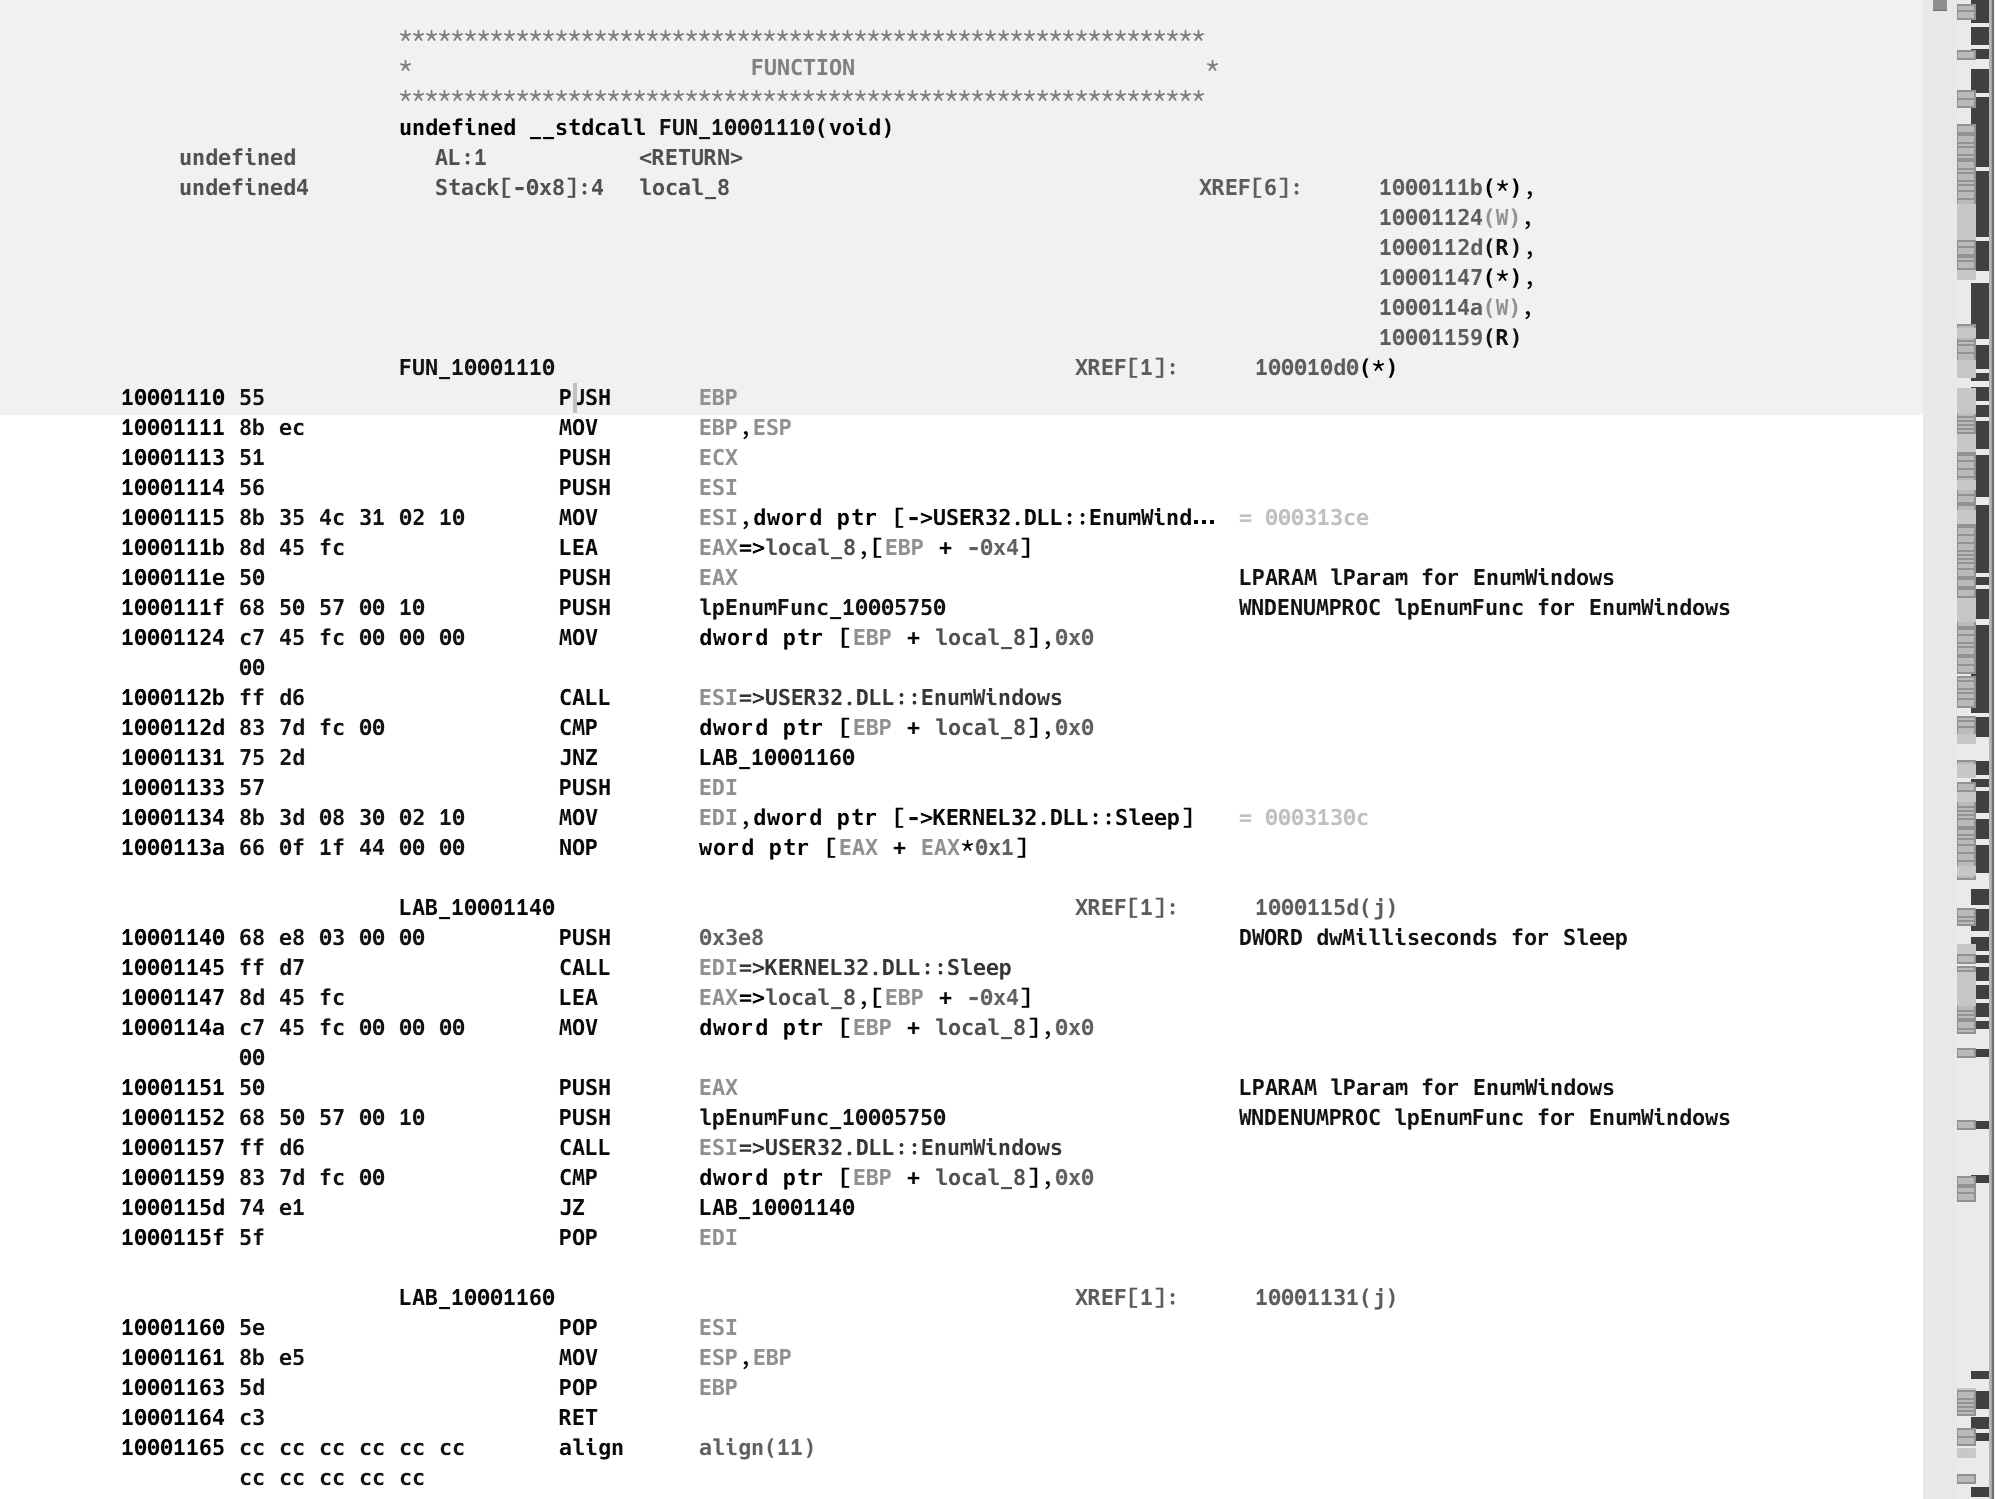 **************************************************************
* FUNCTION *
**************************************************************
undefined __stdcall FUN_10001110(void)
undefined AL:1 <RETURN>
undefined4 Stack[-0x8]:4 local_8 XREF[6]: 1000111b(*),
10001124(W),
1000112d(R),
10001147(*),
1000114a(W),
10001159(R)
FUN_10001110 XREF[1]: 100010d0(*)
10001110 55 PUSH EBP
10001111 8b ec MOV EBP,ESP
10001113 51 PUSH ECX
10001114 56 PUSH ESI
10001115 8b 35 4c 31 02 10 MOV ESI,dword ptr [->USER32.DLL::EnumWind... = 000313ce
1000111b 8d 45 fc LEA EAX=>local_8,[EBP + -0x4]
1000111e 50 PUSH EAX LPARAM lParam for EnumWindows
1000111f 68 50 57 00 10 PUSH lpEnumFunc_10005750 WNDENUMPROC lpEnumFunc for EnumWindows
10001124 c7 45 fc 00 00 00 MOV dword ptr [EBP + local_8],0x0
00
1000112b ff d6 CALL ESI=>USER32.DLL::EnumWindows
1000112d 83 7d fc 00 CMP dword ptr [EBP + local_8],0x0
10001131 75 2d JNZ LAB_10001160
10001133 57 PUSH EDI
10001134 8b 3d 08 30 02 10 MOV EDI,dword ptr [->KERNEL32.DLL::Sleep] = 0003130c
1000113a 66 0f 1f 44 00 00 NOP word ptr [EAX + EAX*0x1]
LAB_10001140 XREF[1]: 1000115d(j)
10001140 68 e8 03 00 00 PUSH 0x3e8 DWORD dwMilliseconds for Sleep
10001145 ff d7 CALL EDI=>KERNEL32.DLL::Sleep
10001147 8d 45 fc LEA EAX=>local_8,[EBP + -0x4]
1000114a c7 45 fc 00 00 00 MOV dword ptr [EBP + local_8],0x0
00
10001151 50 PUSH EAX LPARAM lParam for EnumWindows
10001152 68 50 57 00 10 PUSH lpEnumFunc_10005750 WNDENUMPROC lpEnumFunc for EnumWindows
10001157 ff d6 CALL ESI=>USER32.DLL::EnumWindows
10001159 83 7d fc 00 CMP dword ptr [EBP + local_8],0x0
1000115d 74 e1 JZ LAB_10001140
1000115f 5f POP EDI
LAB_10001160 XREF[1]: 10001131(j)
10001160 5e POP ESI
10001161 8b e5 MOV ESP,EBP
10001163 5d POP EBP
10001164 c3 RET
10001165 cc cc cc cc cc cc align align(11)
cc cc cc cc cc